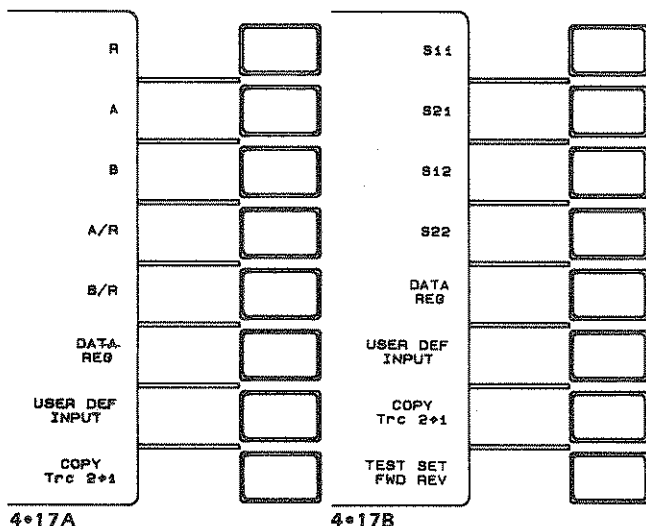 R
A
B
A/R
B/R
DATA
REG
USER DEF
INPUT
COPY
Trc 2→1
4•17A
S11
S21
S12
S22
DATA
REG
USER DEF
INPUT
COPY
Trc 2→1
TEST SET
FWD REV
4•17B